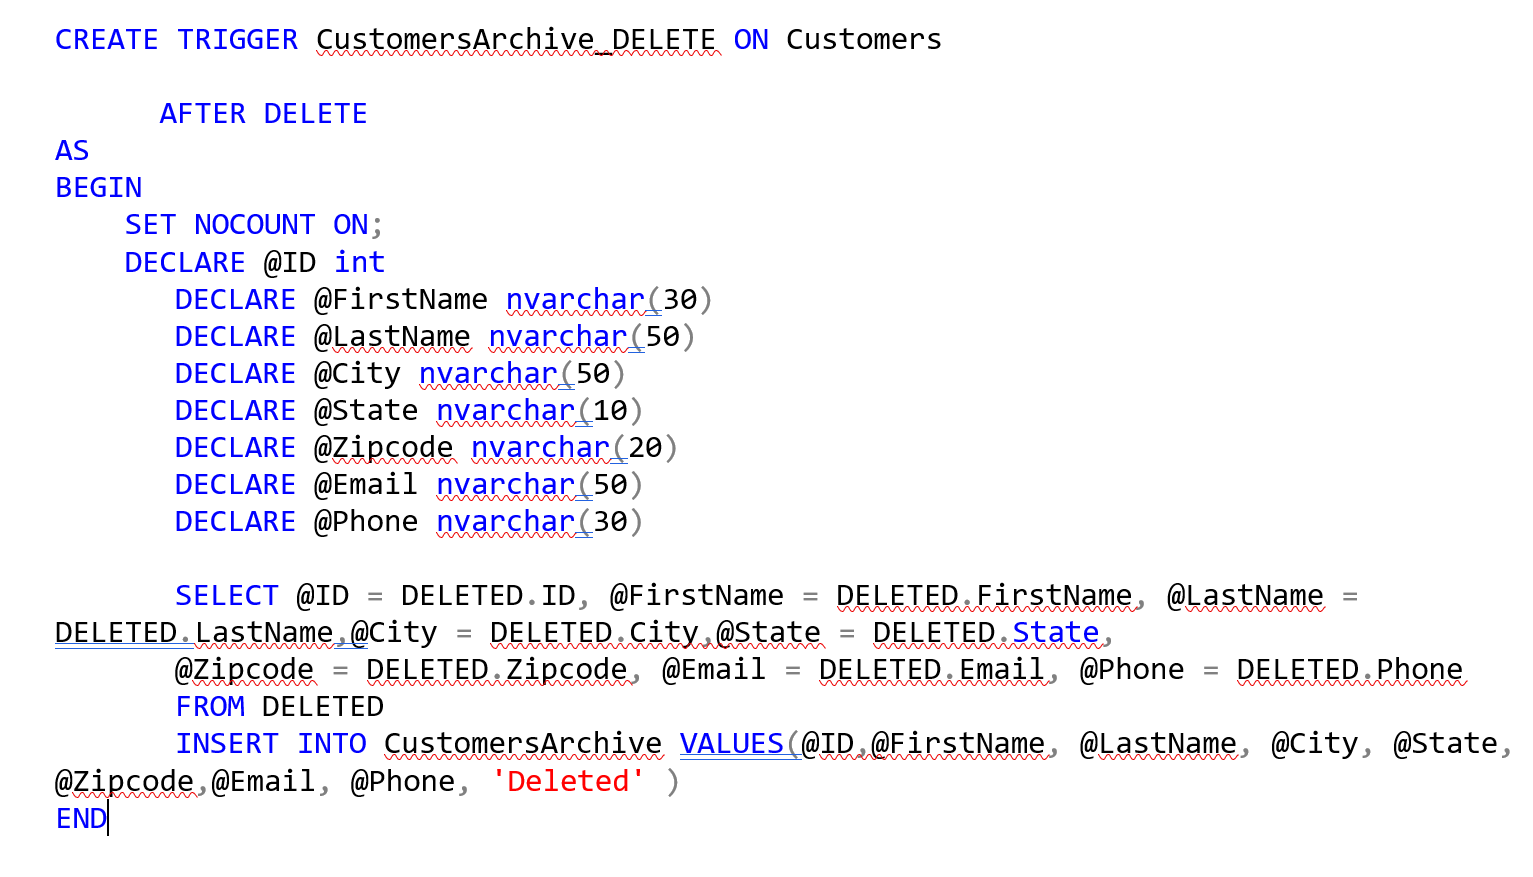 CREATE TRIGGER CustomersArchive_DELETE ON Customers
AFTER DELETE
AS
BEGIN
SET NOCOUNT ON;
DECLARE @ID int
DECLARE @FirstName nvarchar(30)
DECLARE @LastName nvarchar(50)
DECLARE @City nvarchar(50)
DECLARE @State nvarchar(10)
DECLARE @Zipcode nvarchar(20)
DECLARE @Email nvarchar(50)
DECLARE @Phone nvarchar(30)
SELECT @ID = DELETED.ID, @FirstName = DELETED.FirstName, @LastName =
DELETED.LastName,@City = DELETED.City,@State = DELETED.State,
@Zipcode = DELETED.Zipcode, @Email = DELETED.Email, @Phone = DELETED.Phone
FROM DELETED
INSERT INTO CustomersArchive VALUES(@ID,@FirstName, @LastName, @City, @State,
@Zipcode,@Email, @Phone, 'Deleted' )
END